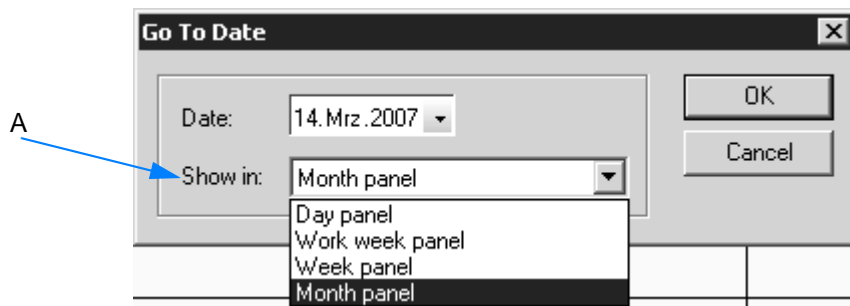 Go To Date
A
Date: 14.Mrz.2007
OK
Show in: Month panel
Cancel
Day panel
Work week panel
Week panel
Month panel